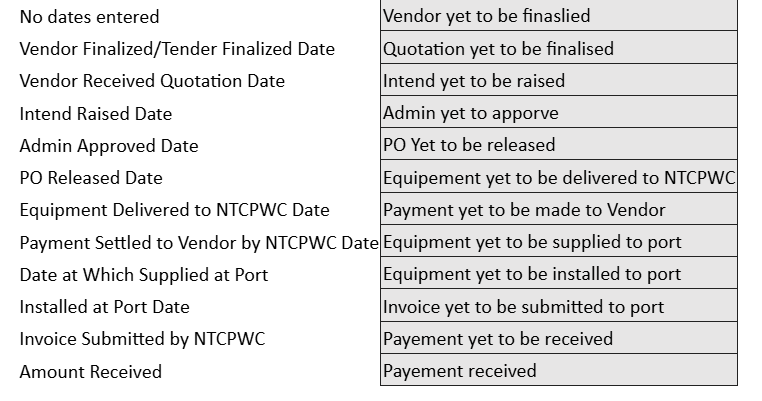 No dates entered Vendor yet to be finaslied
Vendor Finalized/Tender Finalized Date Quotation yet to be finalised
Vendor Received Quotation Date Intend yet to be raised
Intend Raised Date Admin yet to apporve
Admin Approved Date PO Yet to be released
PO Released Date Equipement yet to be delivered to NTCPWC
Equipment Delivered to NTCPWC Date Payment yet to be made to Vendor
Payment Settled to Vendor by NTCPWC Date Equipment yet to be supplied to port
Date at Which Supplied at Port Equipment yet to be installed to port
Installed at Port Date Invoice yet to be submitted to port
Invoice Submitted by NTCPWC Payement yet to be received
Amount Received Payement received